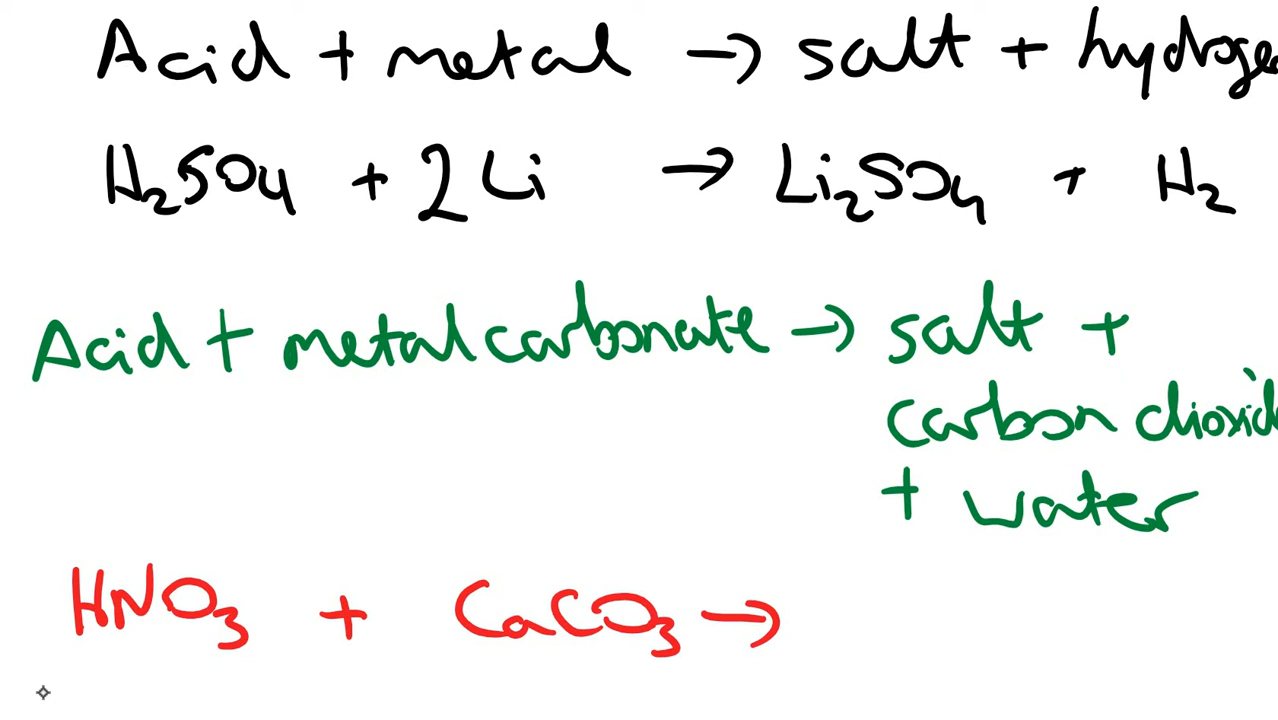 Acid + metal → salt + hydroge
H₂SO₄ + 2Li → Li₂SO₄ + H₂
Acid + metal carbonate → salt +
carbon dioxid
+ water
HNO₃ + CaCO₃ →